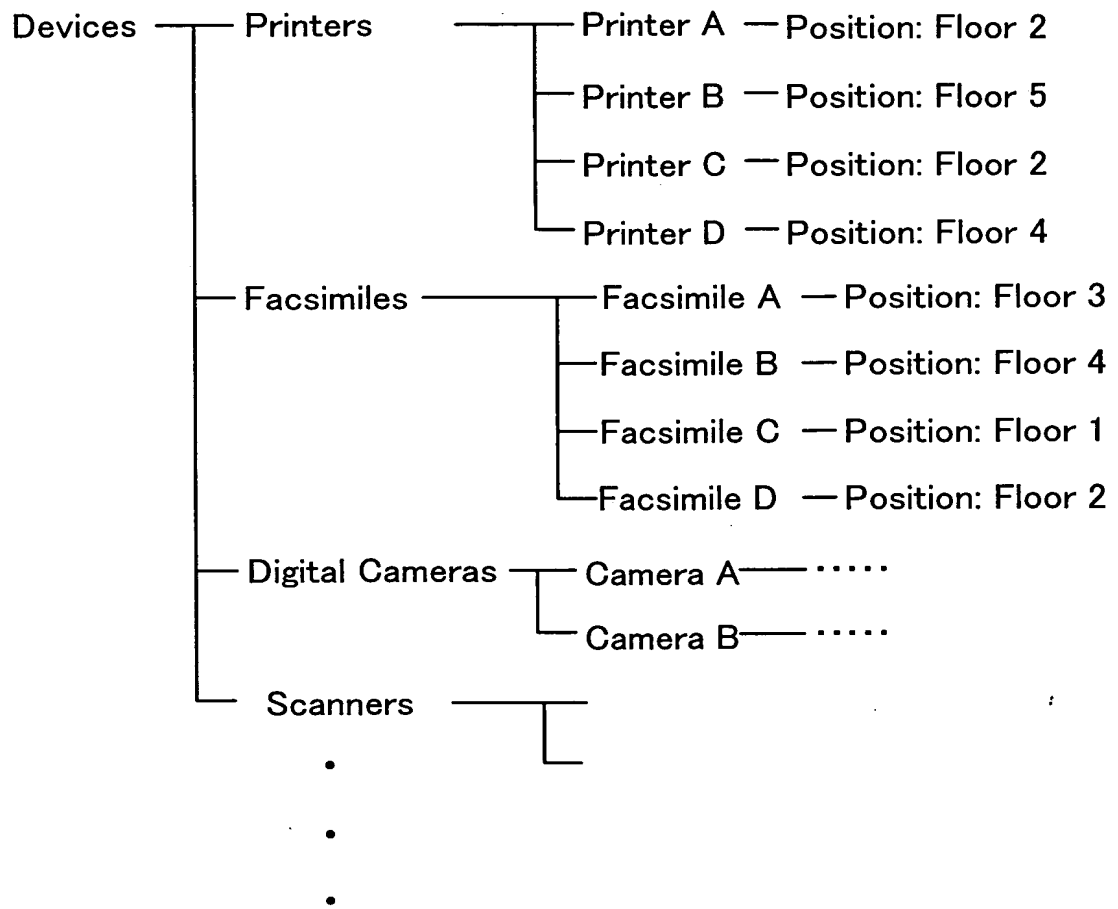 Devices Printers Printer A Position: Floor 2
Printer B Position: Floor 5
Printer C Position: Floor 2
Printer D Position: Floor 4
Facsimiles Facsimile A Position: Floor 3
Facsimile B Position: Floor 4
Facsimile C Position: Floor 1
Facsimile D Position: Floor 2
Digital Cameras Camera A .....
Camera B .....
Scanners